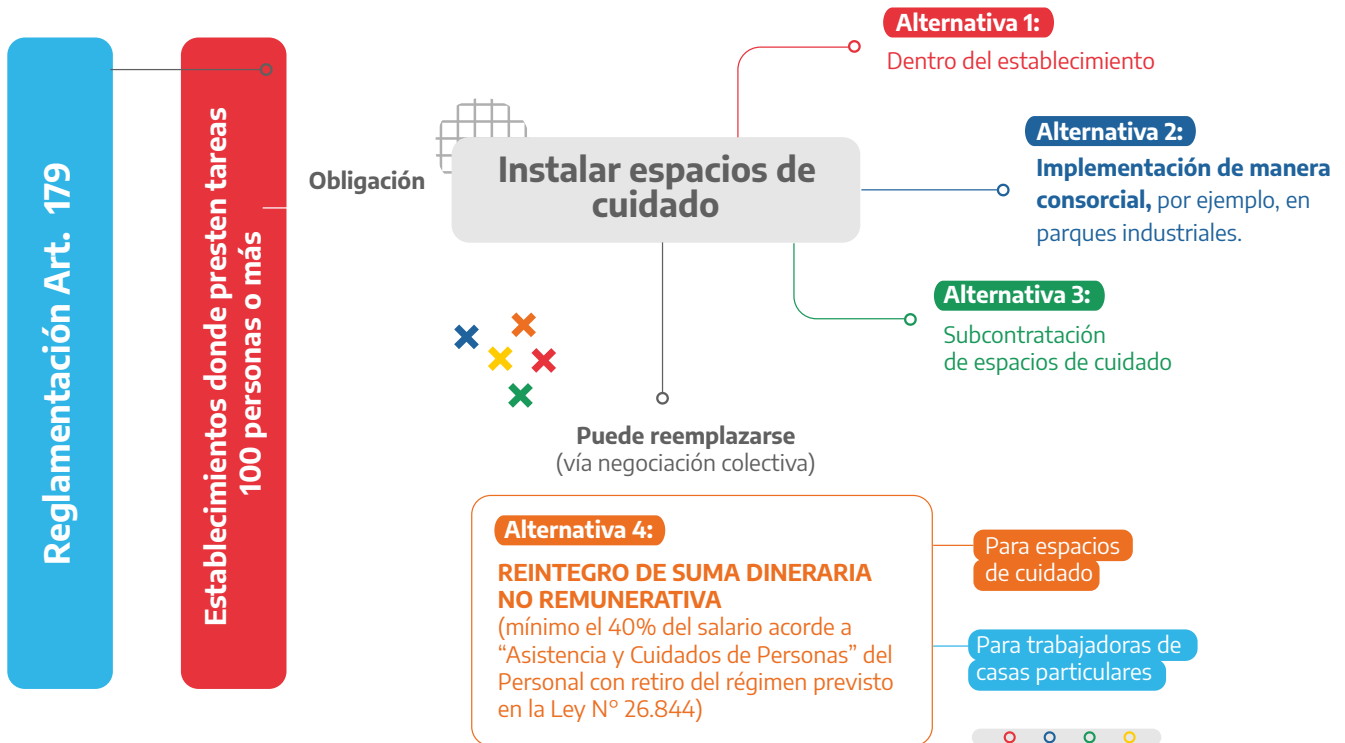 Reglamentación Art. 179
Establecimientos donde presten tareas
100 personas o más
Obligación
Instalar espacios de
cuidado
Alternativa 1:
Dentro del establecimiento
Alternativa 2:
Implementación de manera
consorcial, por ejemplo, en
parques industriales.
Alternativa 3:
Subcontratación
de espacios de cuidado
Puede reemplazarse
(vía negociación colectiva)
Alternativa 4:
REINTEGRO DE SUMA DINERARIA
NO REMUNERATIVA
(mínimo el 40% del salario acorde a
“Asistencia y Cuidados de Personas” del
Personal con retiro del régimen previsto
en la Ley N° 26.844)
Para espacios
de cuidado
Para trabajadoras de
casas particulares